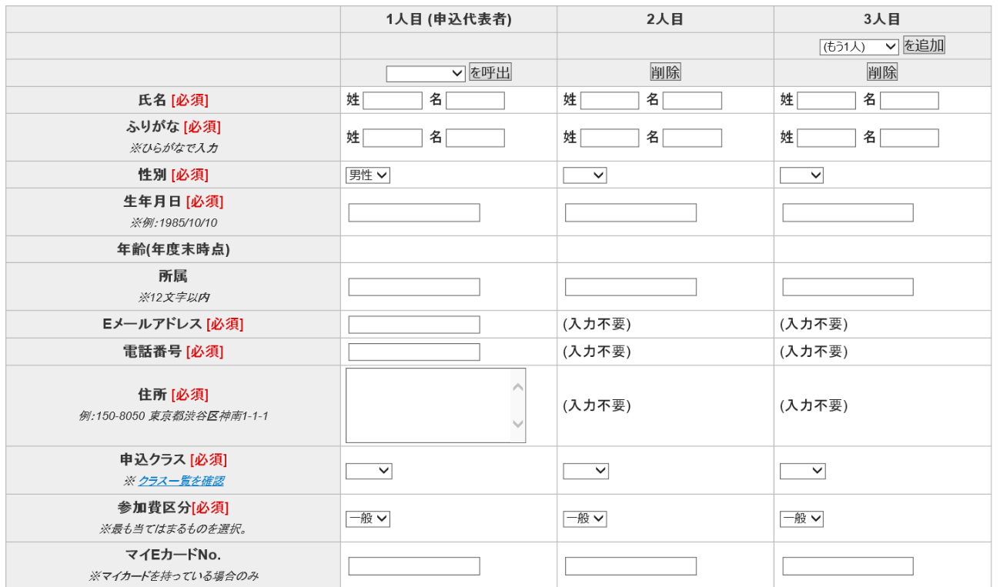 1人目 (申込代表者) 2人目 3人目
(もう1人) を追加
を呼出 削除 削除
氏名 [必須] 姓 名 姓 名 姓 名
ふりがな [必須]
※ひらがなで入力
姓 名 姓 名 姓 名
性別 [必須] 男性
生年月日 [必須]
※例:1985/10/10
年齢(年度末時点)
所属
※12文字以内
Eメールアドレス [必須] (入力不要) (入力不要)
電話番号 [必須] (入力不要) (入力不要)
住所 [必須]
例:150-8050 東京都渋谷区神南1-1-1
(入力不要) (入力不要)
申込クラス [必須]
※ クラス一覧を確認
参加費区分[必須]
※最も当てはまるものを選択。
一般 一般 一般
マイEカードNo.
※マイカードを持っている場合のみ